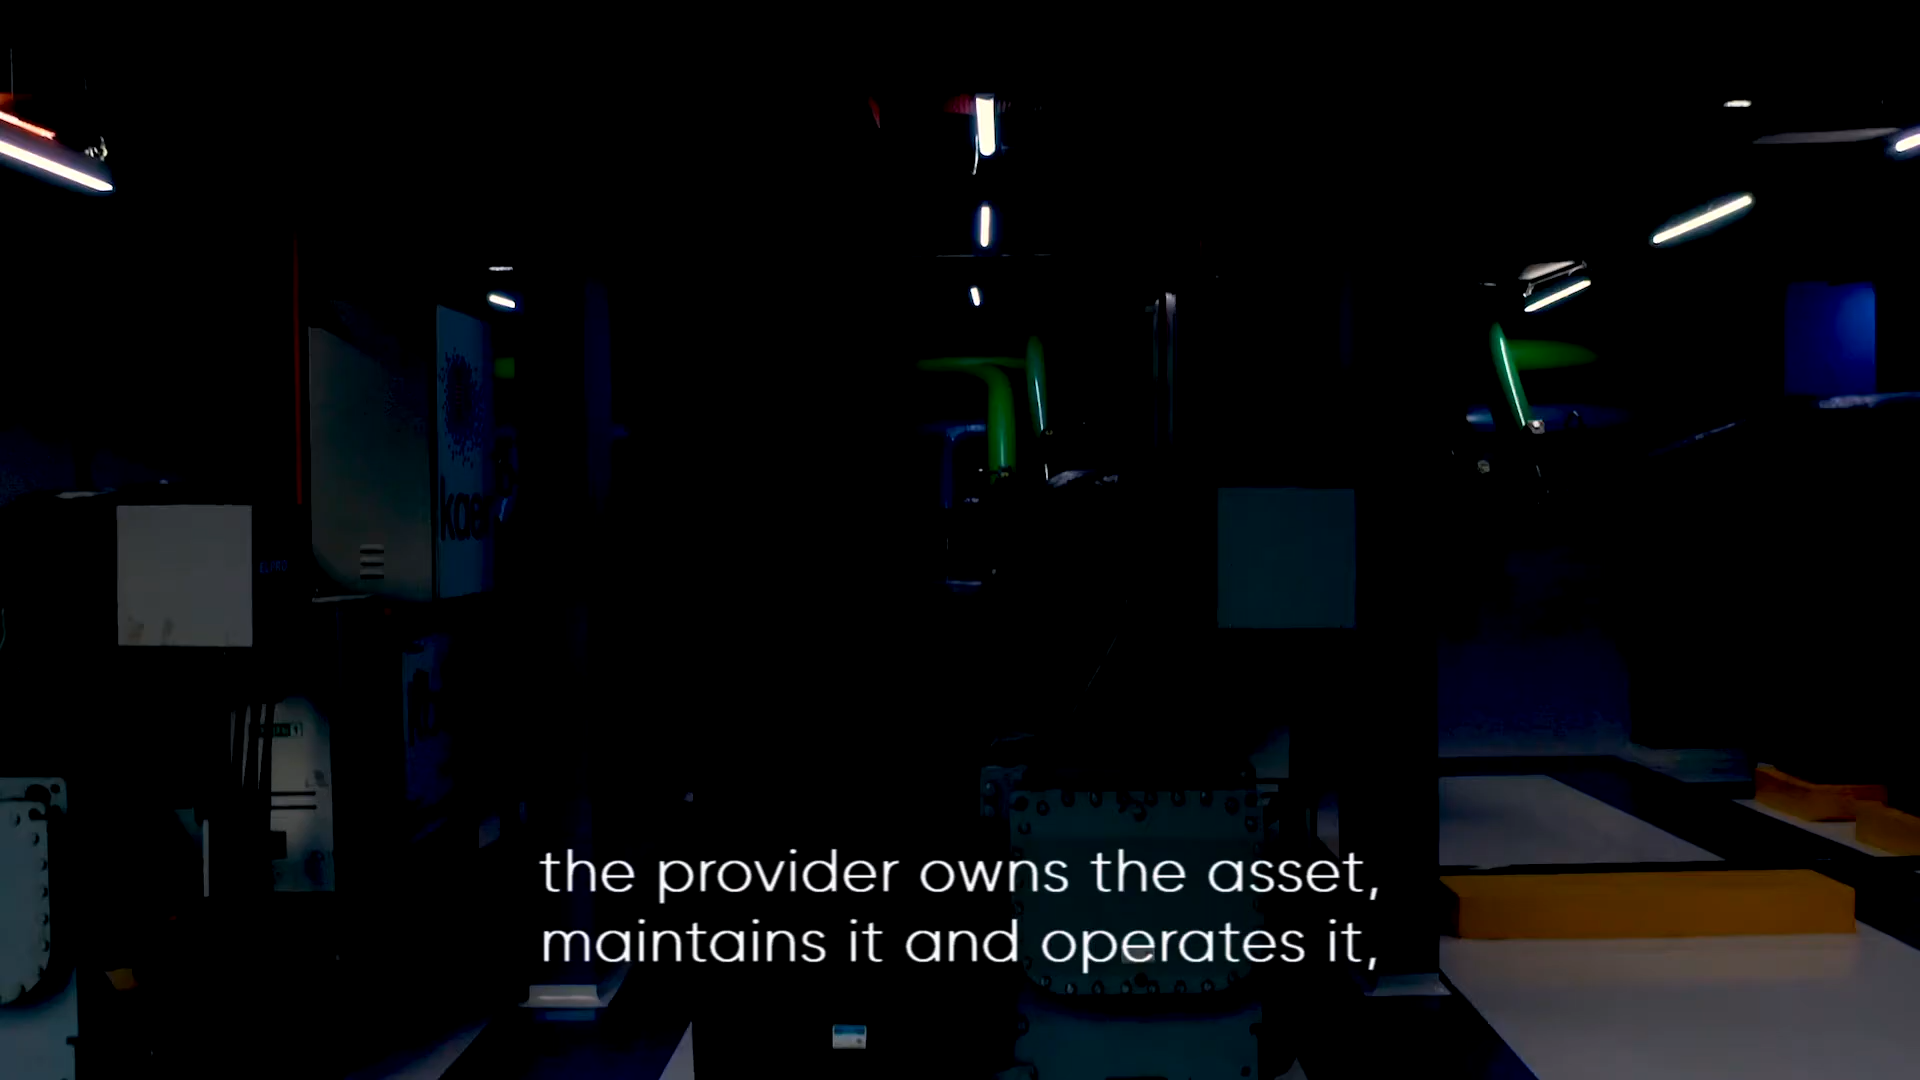 the provider owns the asset,
maintains it and operates it,